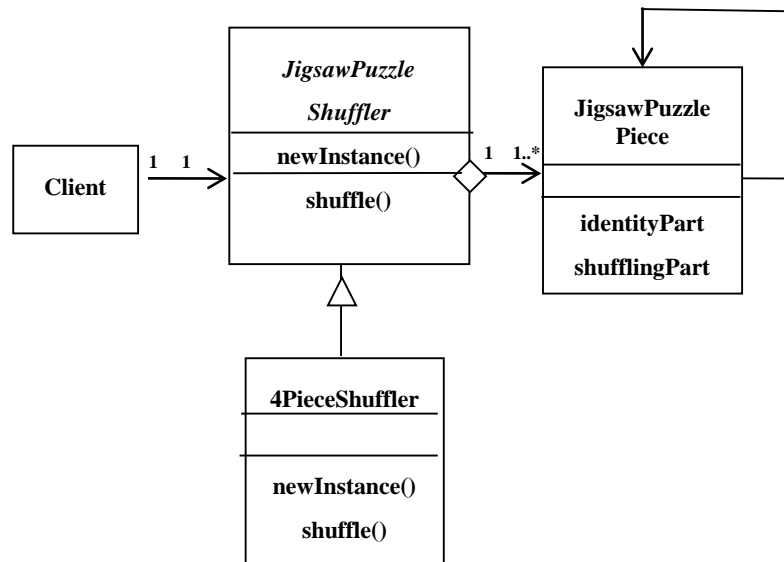 JigsawPuzzle
Shuffler
newInstance()
shuffle()
Client
1 1
1 1..*
JigsawPuzzle
Piece
identityPart
shufflingPart
4PieceShuffler
newInstance()
shuffle()